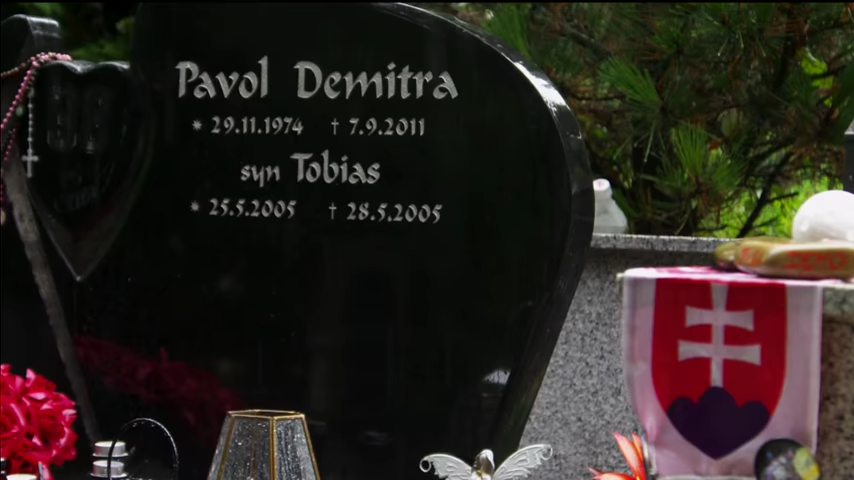 Pavol Demitra
* 29.11.1974 † 7.9.2011
syn Tobias
* 25.5.2005 † 28.5.2005